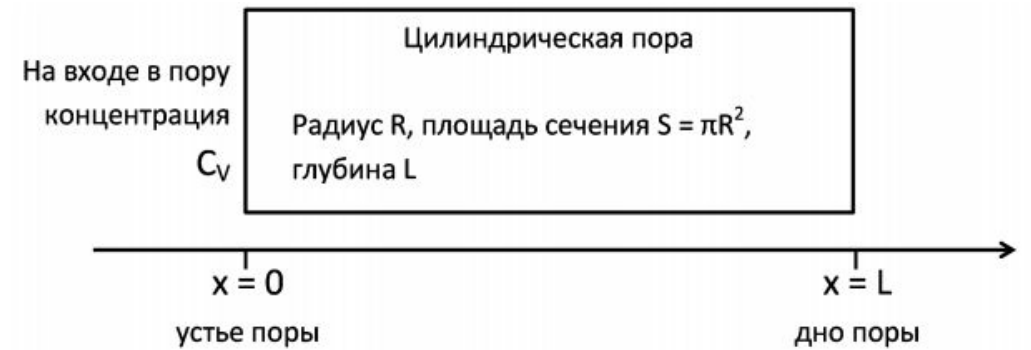 Цилиндрическая пора
На входе в пору
концентрация
C_V
Радиус R, площадь сечения S = πR²,
глубина L
x = 0
x = L
устье поры
дно поры